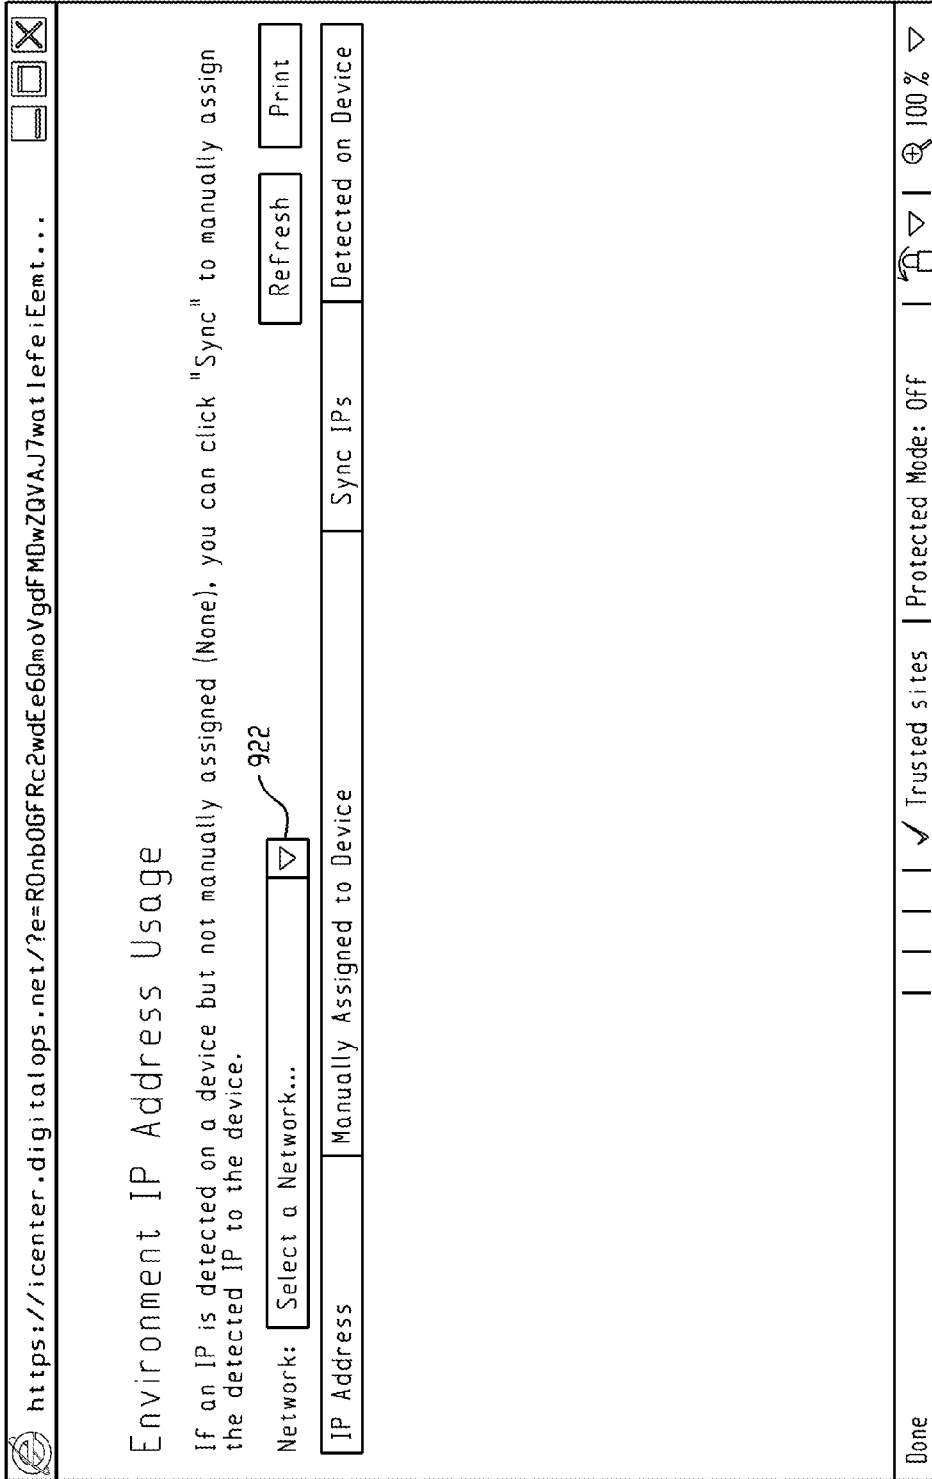 https://icenter.digitalops.net/?e=R0nb0GFRc2wdEe6QmoVgdFMDwZQVAJ7watlefeiEemt...
Environment IP Address Usage
If an IP is detected on a device but not manually assigned (None), you can click "Sync" to manually assign
the detected IP to the device.
Network: Select a Network... 922 Refresh Print
IP Address Manually Assigned to Device Sync IPs Detected on Device
Done Trusted sites Protected Mode: Off 100%